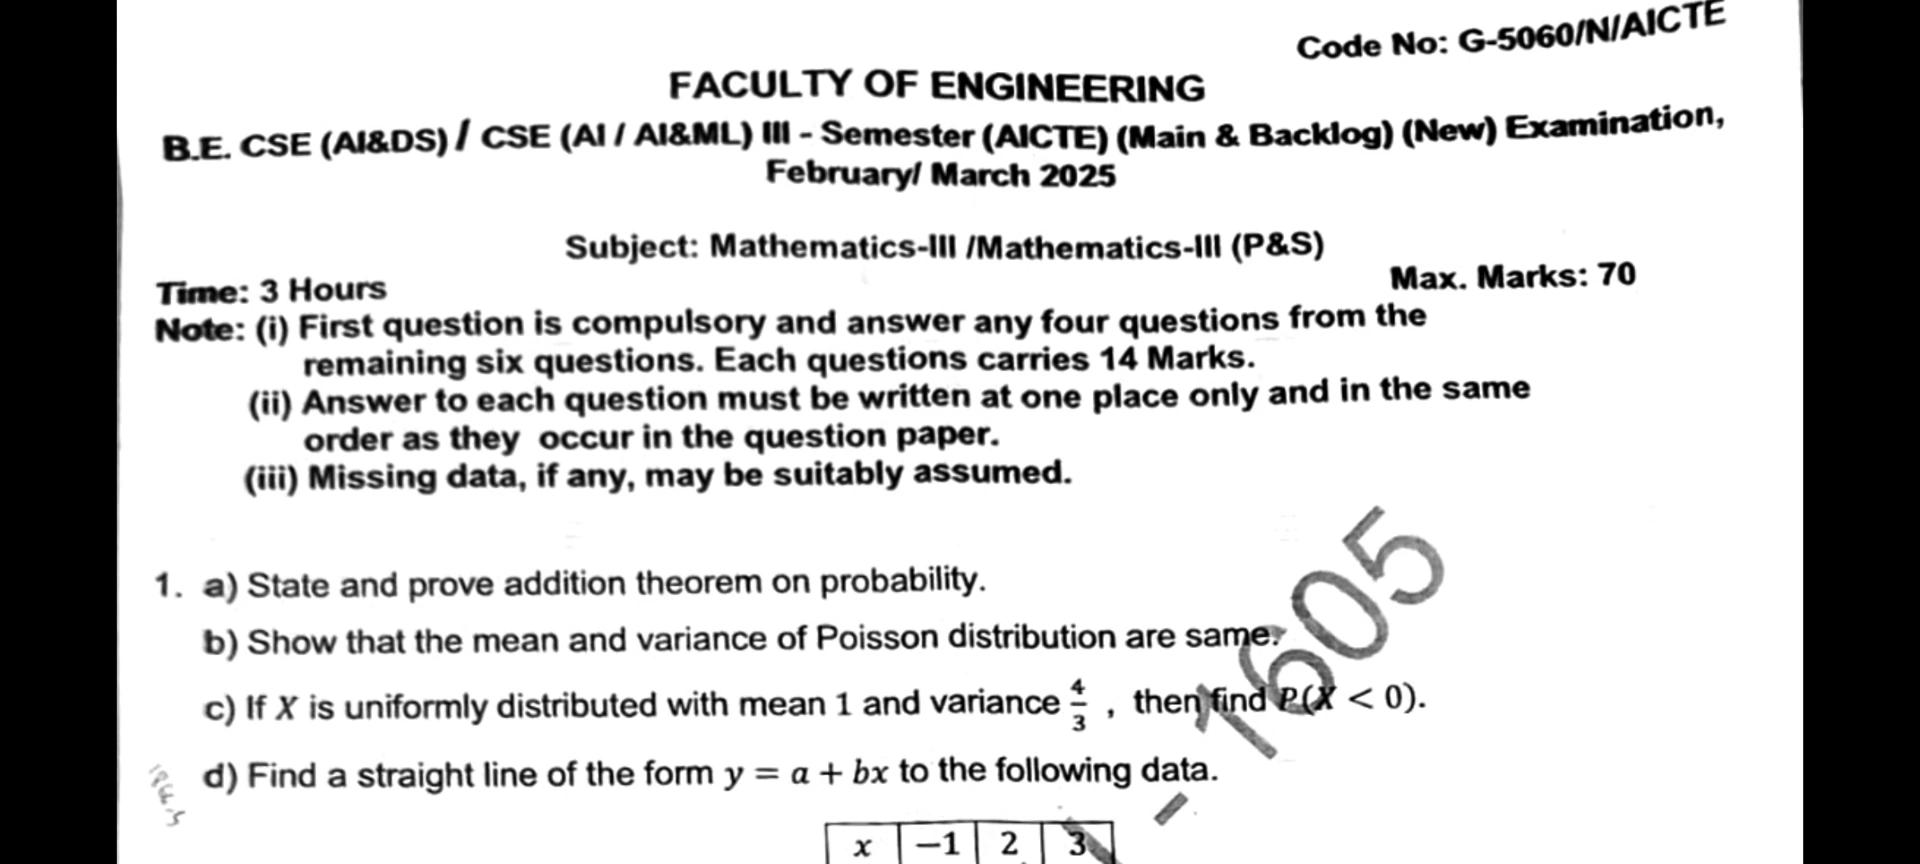 Code No: G-5060/N/AICTE
FACULTY OF ENGINEERING
B.E. CSE (AI&DS) / CSE (AI / AI&ML) III - Semester (AICTE) (Main & Backlog) (New) Examination,
February/ March 2025
Subject: Mathematics-III /Mathematics-III (P&S)
Time: 3 Hours Max. Marks: 70
Note: (i) First question is compulsory and answer any four questions from the
remaining six questions. Each questions carries 14 Marks.
(ii) Answer to each question must be written at one place only and in the same
order as they occur in the question paper.
(iii) Missing data, if any, may be suitably assumed.
1. a) State and prove addition theorem on probability.
b) Show that the mean and variance of Poisson distribution are same.
c) If X is uniformly distributed with mean 1 and variance 4/3 , then find P(X < 0).
d) Find a straight line of the form y = a + bx to the following data.
x −1 2 3
- 1605